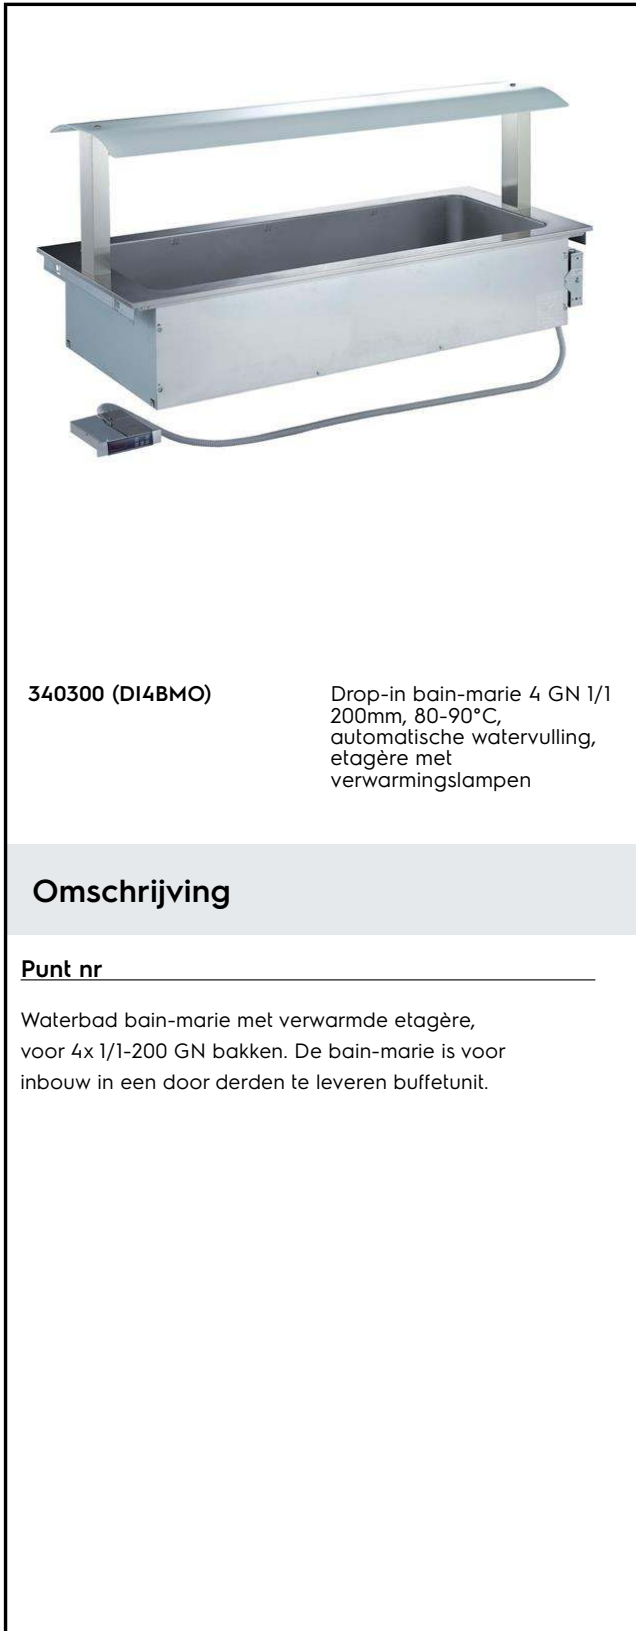 340300 (DI4BMO)
Drop-in bain-marie 4 GN 1/1
200mm, 80-90°C,
automatische watervulling,
etagère met
verwarmingslampen
Omschrijving
Punt nr
Waterbad bain-marie met verwarmde etagère,
voor 4x 1/1-200 GN bakken. De bain-marie is voor
inbouw in een door derden te leveren buffetunit.